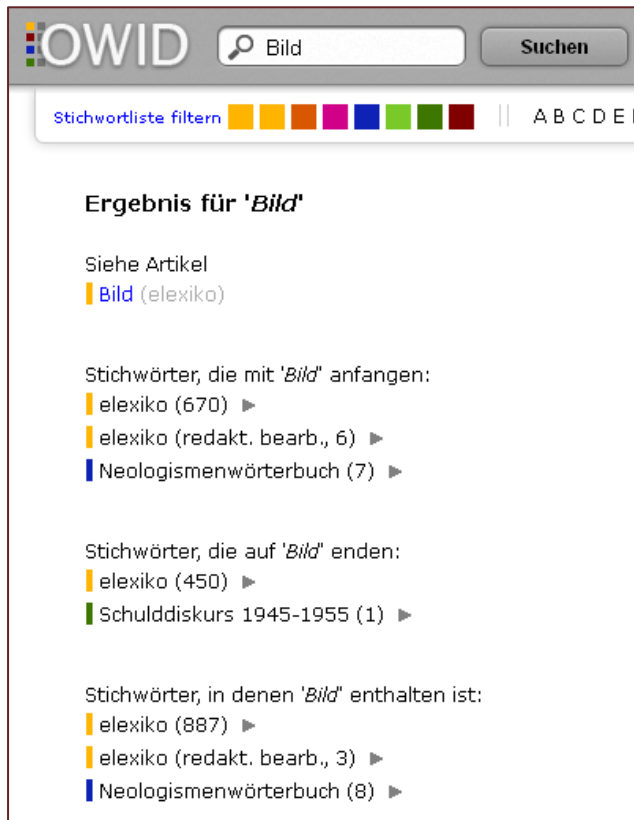 OWID Bild Suchen
Stichwortliste filtern A B C D E
Ergebnis für 'Bild'
Siehe Artikel
Bild (elexiko)
Stichwörter, die mit 'Bild' anfangen:
elexiko (670)
elexiko (redakt. bearb., 6)
Neologismenwörterbuch (7)
Stichwörter, die auf 'Bild' enden:
elexiko (450)
Schulddiskurs 1945-1955 (1)
Stichwörter, in denen 'Bild' enthalten ist:
elexiko (887)
elexiko (redakt. bearb., 3)
Neologismenwörterbuch (8)